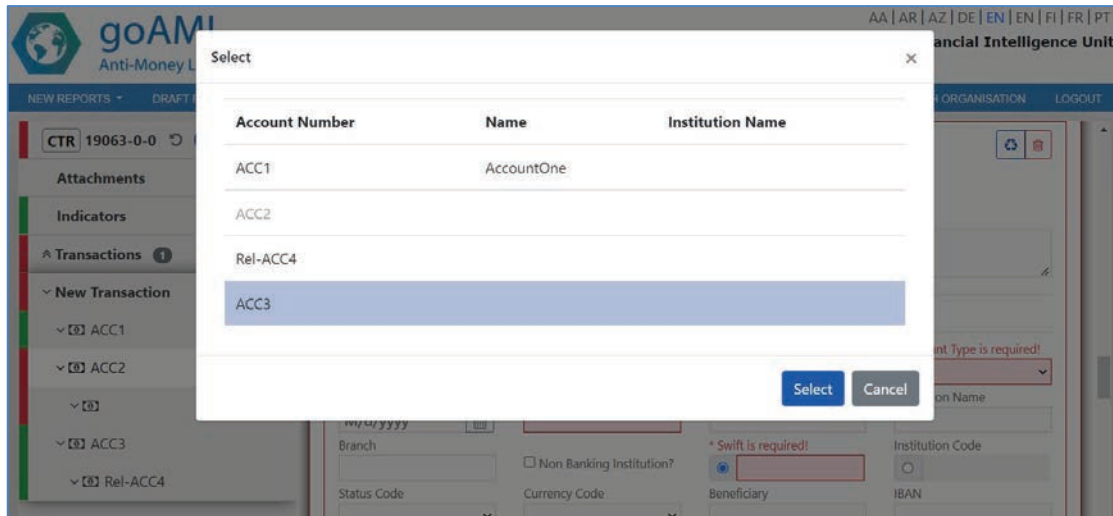 AA | AR | AZ | DE | EN | EN | FI | FR | PT
goAML
Anti-Money L
ancial Intelligence Unit
NEW REPORTS
DRAFT
ORGANISATION
LOGOUT
Select
×
Account Number Name Institution Name
ACC1 AccountOne
ACC2
Rel-ACC4
ACC3
Select Cancel
CTR 19063-0-0
Attachments
Indicators
Transactions 1
New Transaction
ACC1
ACC2
ACC3
Rel-ACC4
nt Type is required!
on Name
M/d/yyyy
Branch
Non Banking Institution?
* Swift is required!
Institution Code
Status Code
Currency Code
Beneficiary
IBAN